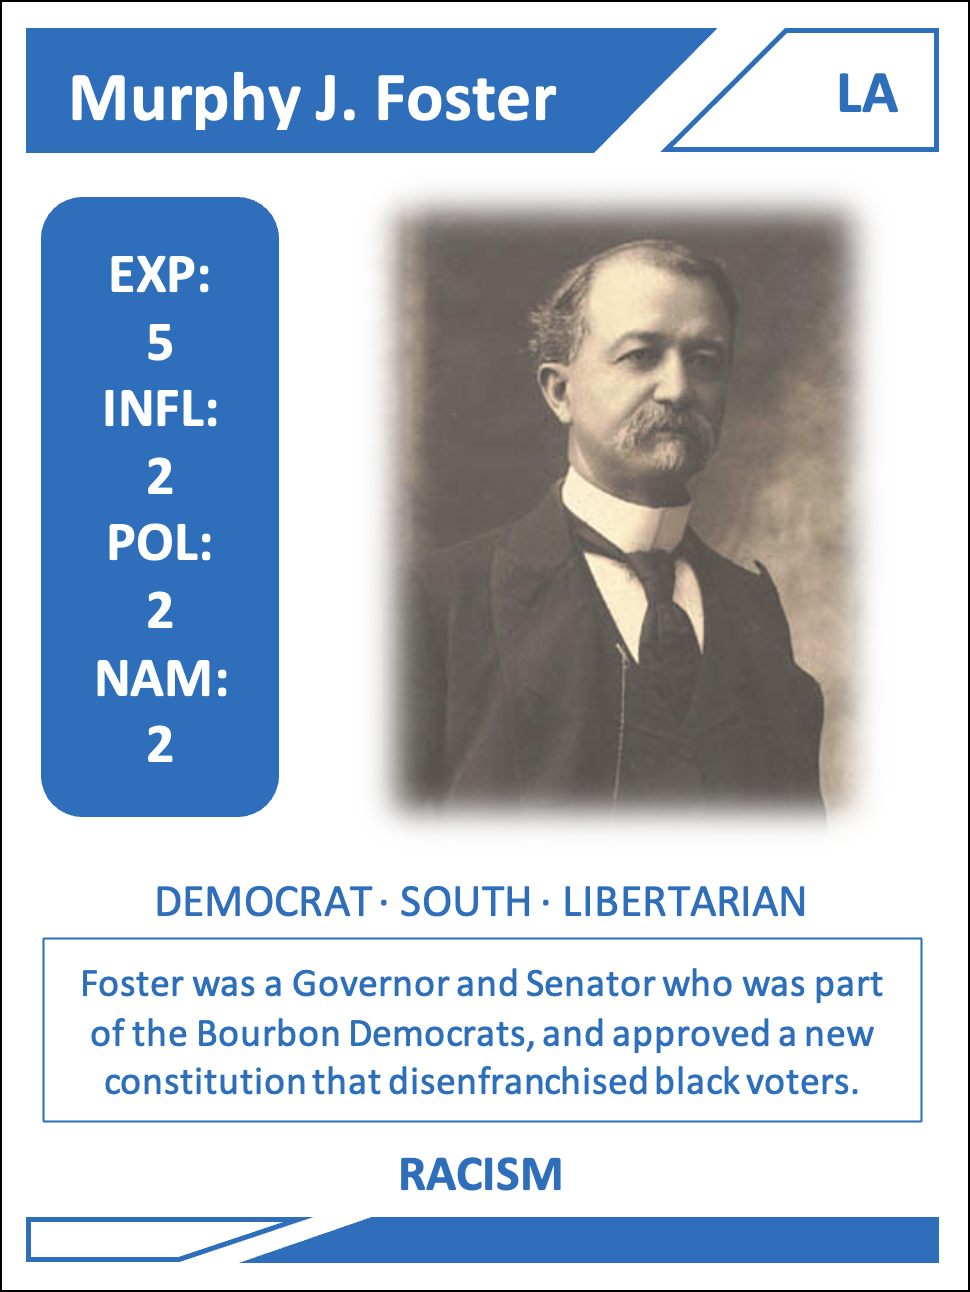 Murphy J. Foster
LA
EXP:
5
INFL:
2
POL:
2
NAM:
2
DEMOCRAT · SOUTH · LIBERTARIAN
Foster was a Governor and Senator who was part
of the Bourbon Democrats, and approved a new
constitution that disenfranchised black voters.
RACISM